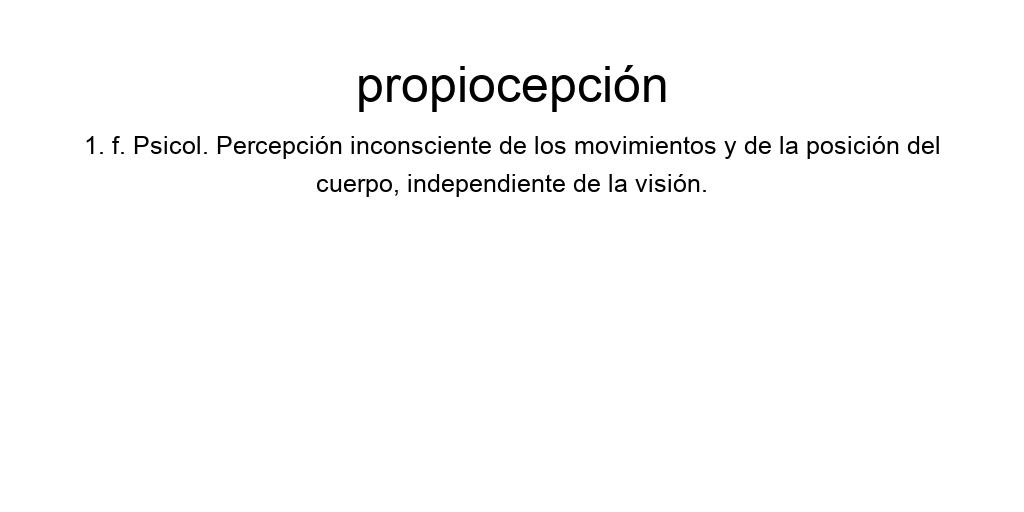 propiocepción
1. f. Psicol. Percepción inconsciente de los movimientos y de la posición del
cuerpo, independiente de la visión.